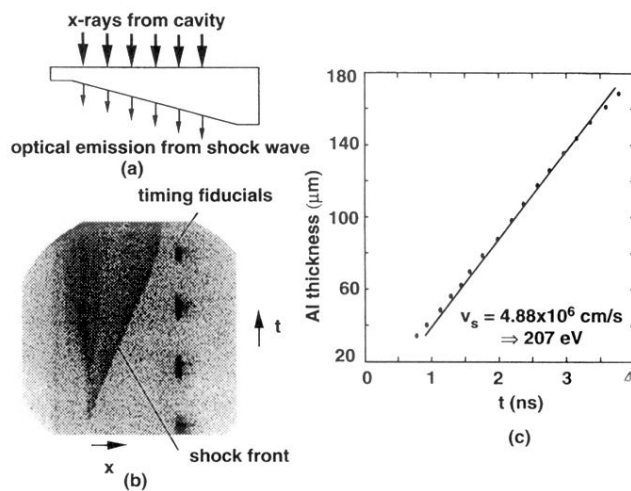 x-rays from cavity
optical emission from shock wave
(a)
timing fiducials
t
shock front
x
(b)
180
140
100
60
20
Al thickness (μm)
v_s = 4.88x10^6 cm/s
⇒ 207 eV
0 1 2 3
t (ns)
(c)